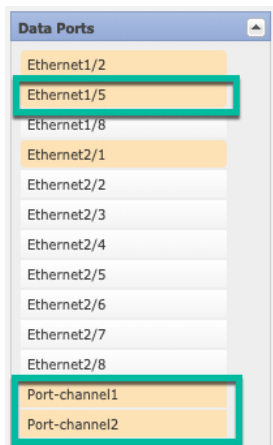 Data Ports
Ethernet1/2
Ethernet1/5
Ethernet1/8
Ethernet2/1
Ethernet2/2
Ethernet2/3
Ethernet2/4
Ethernet2/5
Ethernet2/6
Ethernet2/7
Ethernet2/8
Port-channel1
Port-channel2